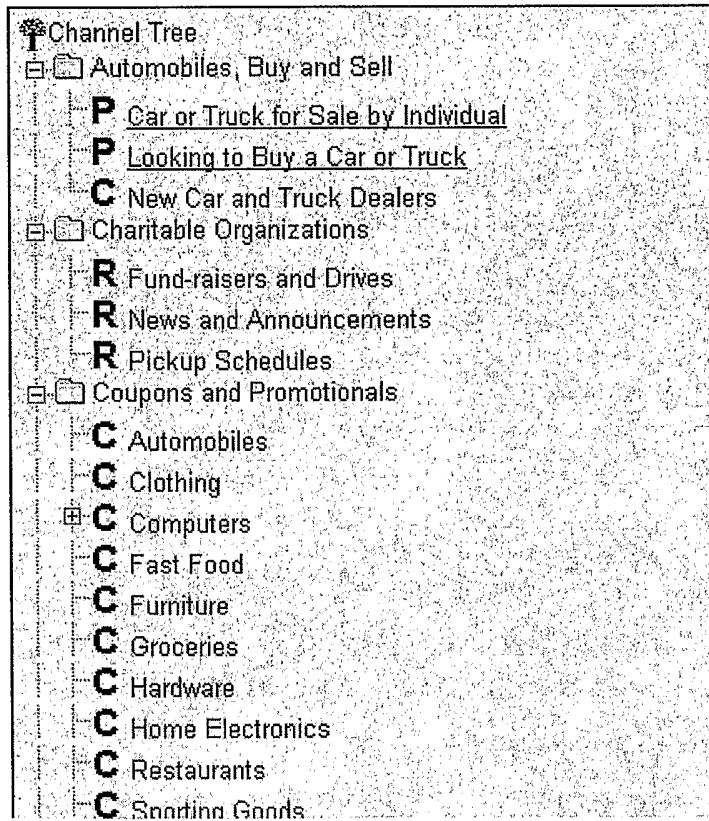 Channel Tree
Automobiles, Buy and Sell
P Car or Truck for Sale by Individual
P Looking to Buy a Car or Truck
C New Car and Truck Dealers
Charitable Organizations
R Fund-raisers and Drives
R News and Announcements
R Pickup Schedules
Coupons and Promotionals
C Automobiles
C Clothing
C Computers
C Fast Food
C Furniture
C Groceries
C Hardware
C Home Electronics
C Restaurants
C Sporting Goods